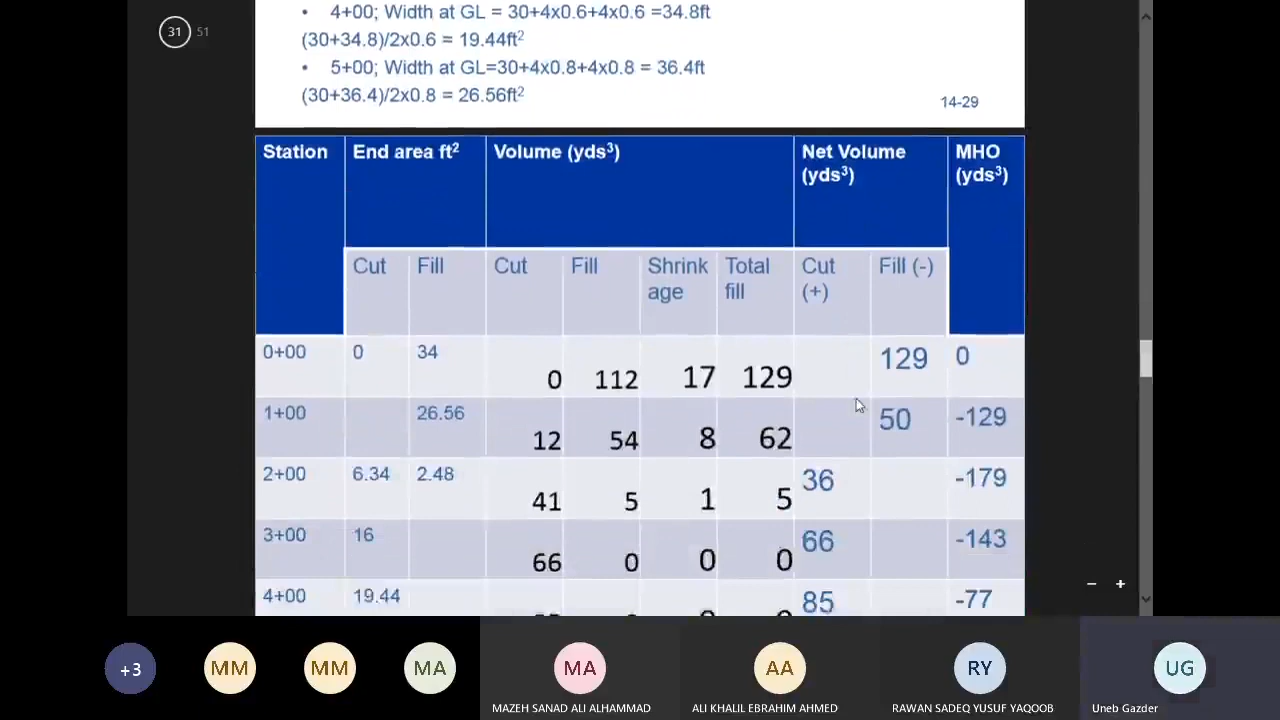 31 51
• 4+00; Width at GL = 30+4x0.6+4x0.6 =34.8ft
(30+34.8)/2x0.6 = 19.44ft²
• 5+00; Width at GL=30+4x0.8+4x0.8 = 36.4ft
(30+36.4)/2x0.8 = 26.56ft²
14-29
Station End area ft² Volume (yds³) Net Volume (yds³) MHO (yds³)
Cut Fill Cut Fill Shrink age Total fill Cut (+) Fill (-)
0+00 0 34 0 112 17 129 129 0
1+00 26.56 12 54 8 62 50 -129
2+00 6.34 2.48 41 5 1 5 36 -179
3+00 16 66 0 0 0 66 -143
4+00 19.44 85 -77
− +
+3 MM MM MA MA AA RY UG
MAZEH SANAD ALI ALHAMMAD ALI KHALIL EBRAHIM AHMED RAWAN SADEQ YUSUF YAQOOB Uneb Gazder